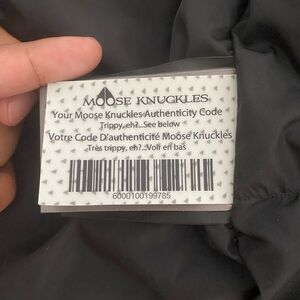 MOOSE KNUCKLES
Your Moose Knuckles Authenticity Code
Trippy, eh?...See below
Votre Code D'authenticité Moose Knuckles
Très trippy, eh?...Voir en bas
6000100199785